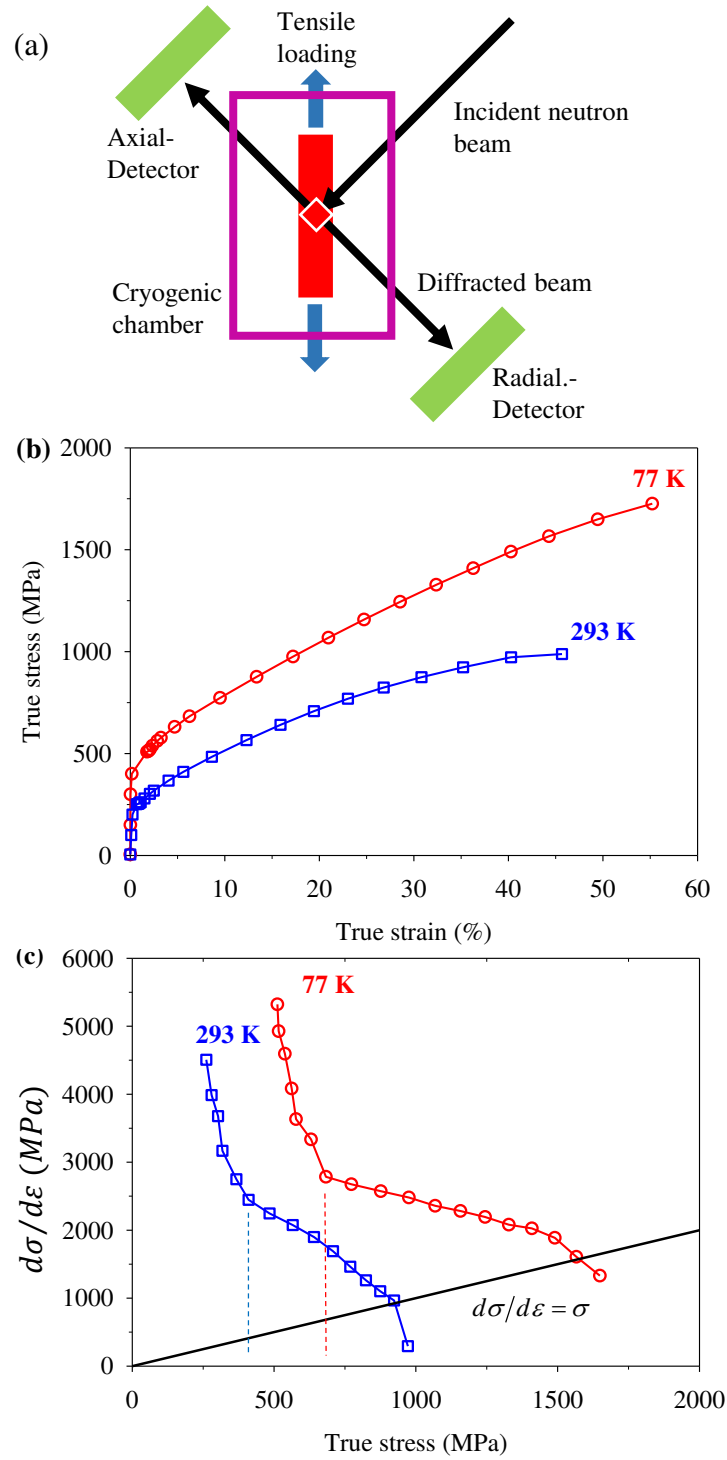 (a)
Tensile
loading
Incident neutron
beam
Axial-
Detector
Cryogenic
chamber
Diffracted beam
Radial.-
Detector
(b)
2000
1500
1000
500
0
True stress (MPa)
77 K
293 K
0 10 20 30 40 50 60
True strain (%)
(c)
6000
5000
4000
3000
2000
1000
0
dσ/dε (MPa)
77 K
293 K
dσ/dε = σ
0 500 1000 1500 2000
True stress (MPa)